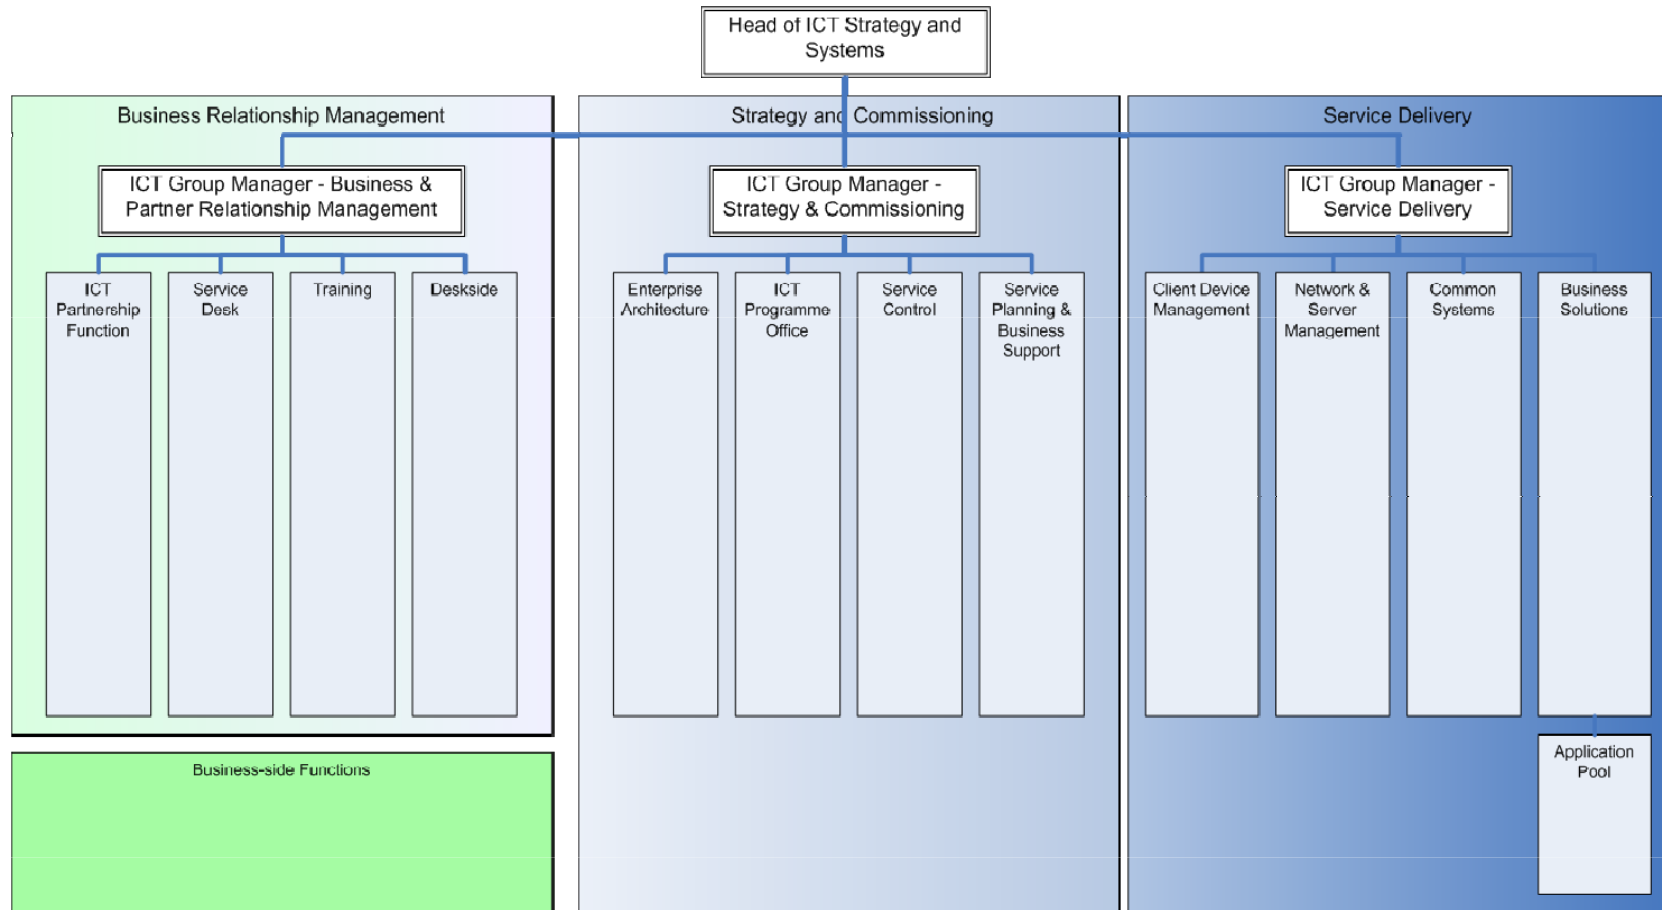 Head of ICT Strategy and
Systems
Business Relationship Management
Strategy and Commissioning
Service Delivery
ICT Group Manager - Business &
Partner Relationship Management
ICT Group Manager -
Strategy & Commissioning
ICT Group Manager -
Service Delivery
ICT
Partnership
Function
Service
Desk
Training
Deskside
Enterprise
Architecture
ICT
Programme
Office
Service
Control
Service
Planning &
Business
Support
Client Device
Management
Network &
Server
Management
Common
Systems
Business
Solutions
Business-side Functions
Application
Pool